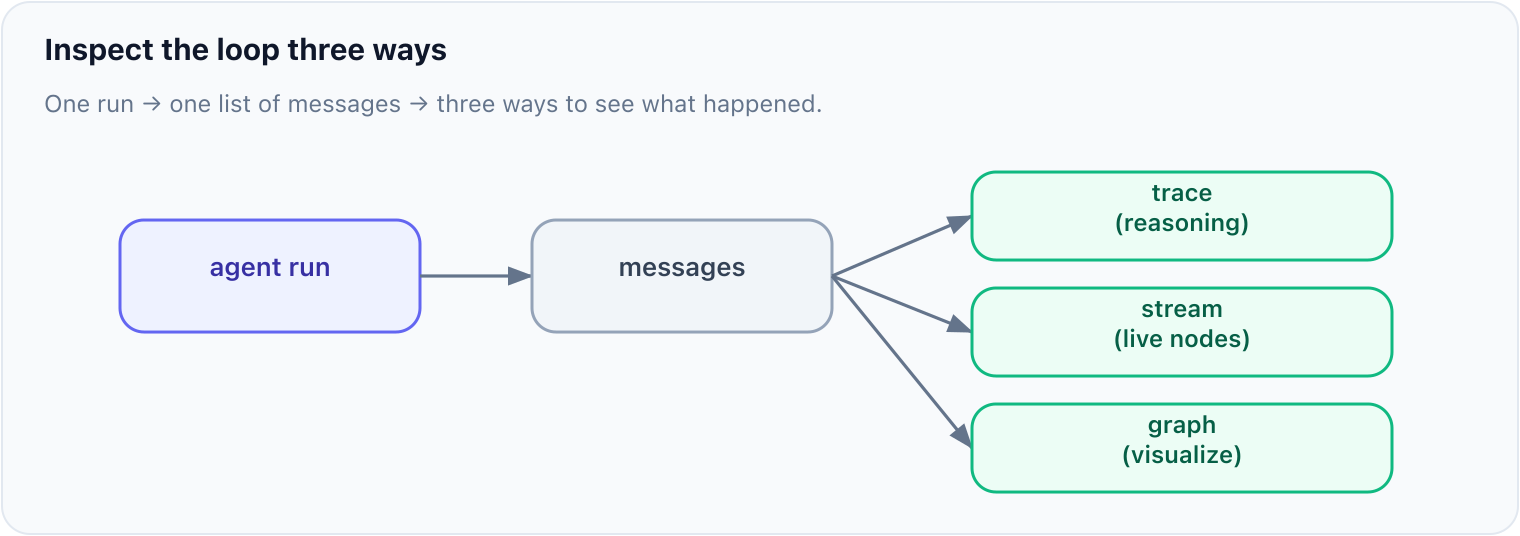 Inspect the loop three ways
One run → one list of messages → three ways to see what happened.
agent run
messages
trace
(reasoning)
stream
(live nodes)
graph
(visualize)